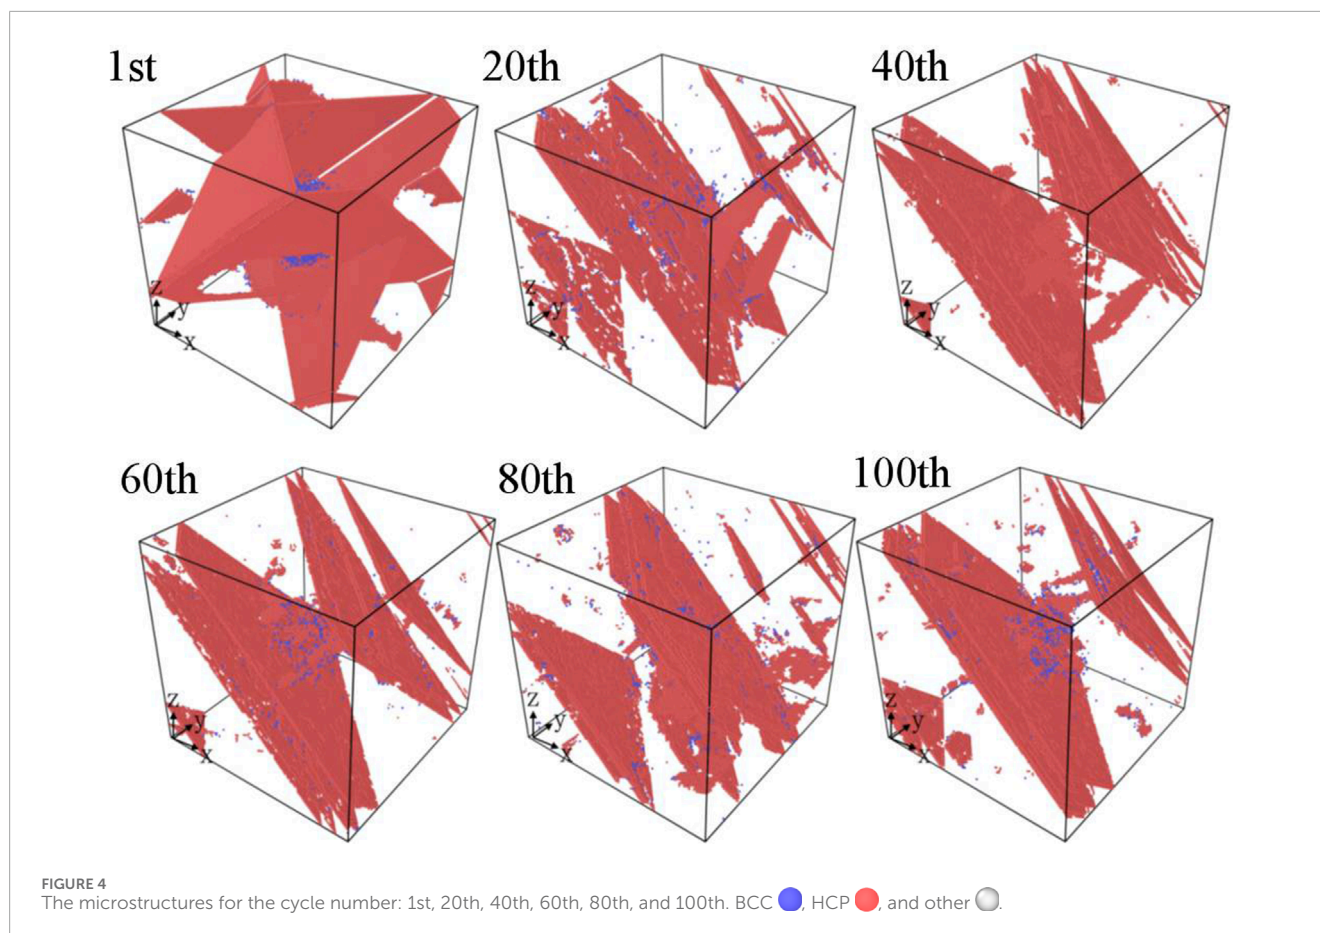 1st
20th
40th
z
y
x
z
y
x
z
y
x
60th
80th
100th
z
y
x
z
y
x
z
y
x
FIGURE 4
The microstructures for the cycle number: 1st, 20th, 40th, 60th, 80th, and 100th. BCC , HCP , and other .